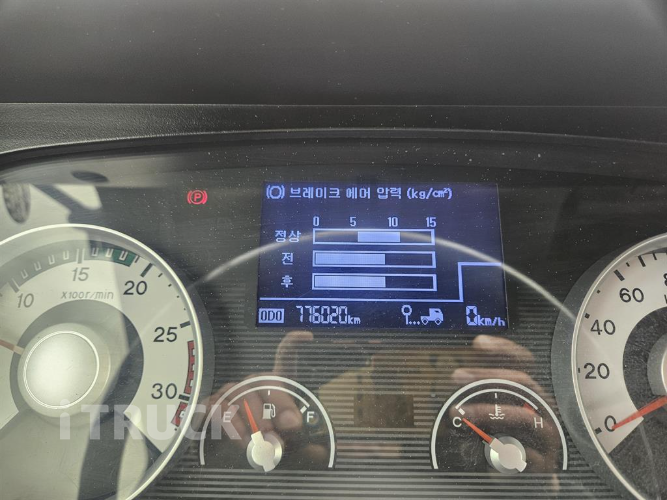 브레이크 에어 압력 (kg/cm²)
0 5 10 15
정상
전
후
ODO 776020km 0km/h
10 15 20 25 30
x100r/min
E F
C H
0 20 40 60
iTRUCK